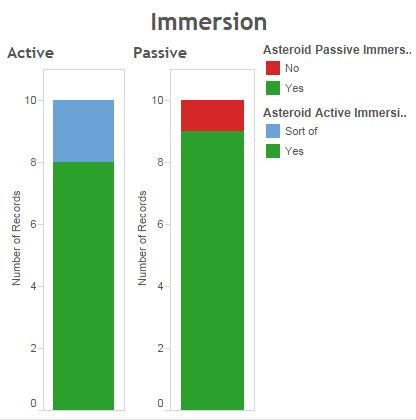 Immersion
Active
Passive
Asteroid Passive Immers..
No
Yes
Asteroid Active Immersi..
Sort of
Yes
Number of Records
10
8
6
4
2
0
Number of Records
10
8
6
4
2
0